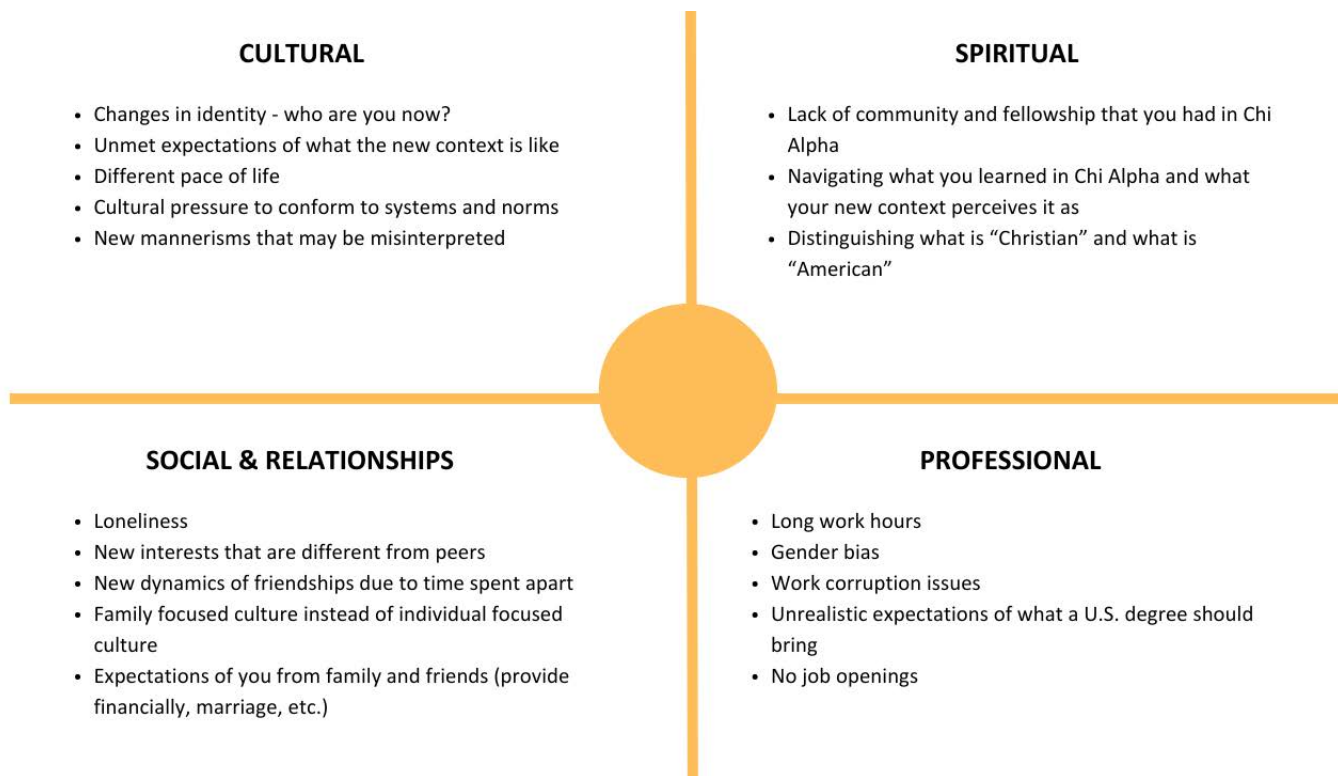 CULTURAL
• Changes in identity - who are you now?
• Unmet expectations of what the new context is like
• Different pace of life
• Cultural pressure to conform to systems and norms
• New mannerisms that may be misinterpreted
SPIRITUAL
• Lack of community and fellowship that you had in Chi
Alpha
• Navigating what you learned in Chi Alpha and what
your new context perceives it as
• Distinguishing what is “Christian” and what is
“American”
SOCIAL & RELATIONSHIPS
• Loneliness
• New interests that are different from peers
• New dynamics of friendships due to time spent apart
• Family focused culture instead of individual focused
culture
• Expectations of you from family and friends (provide
financially, marriage, etc.)
PROFESSIONAL
• Long work hours
• Gender bias
• Work corruption issues
• Unrealistic expectations of what a U.S. degree should
bring
• No job openings